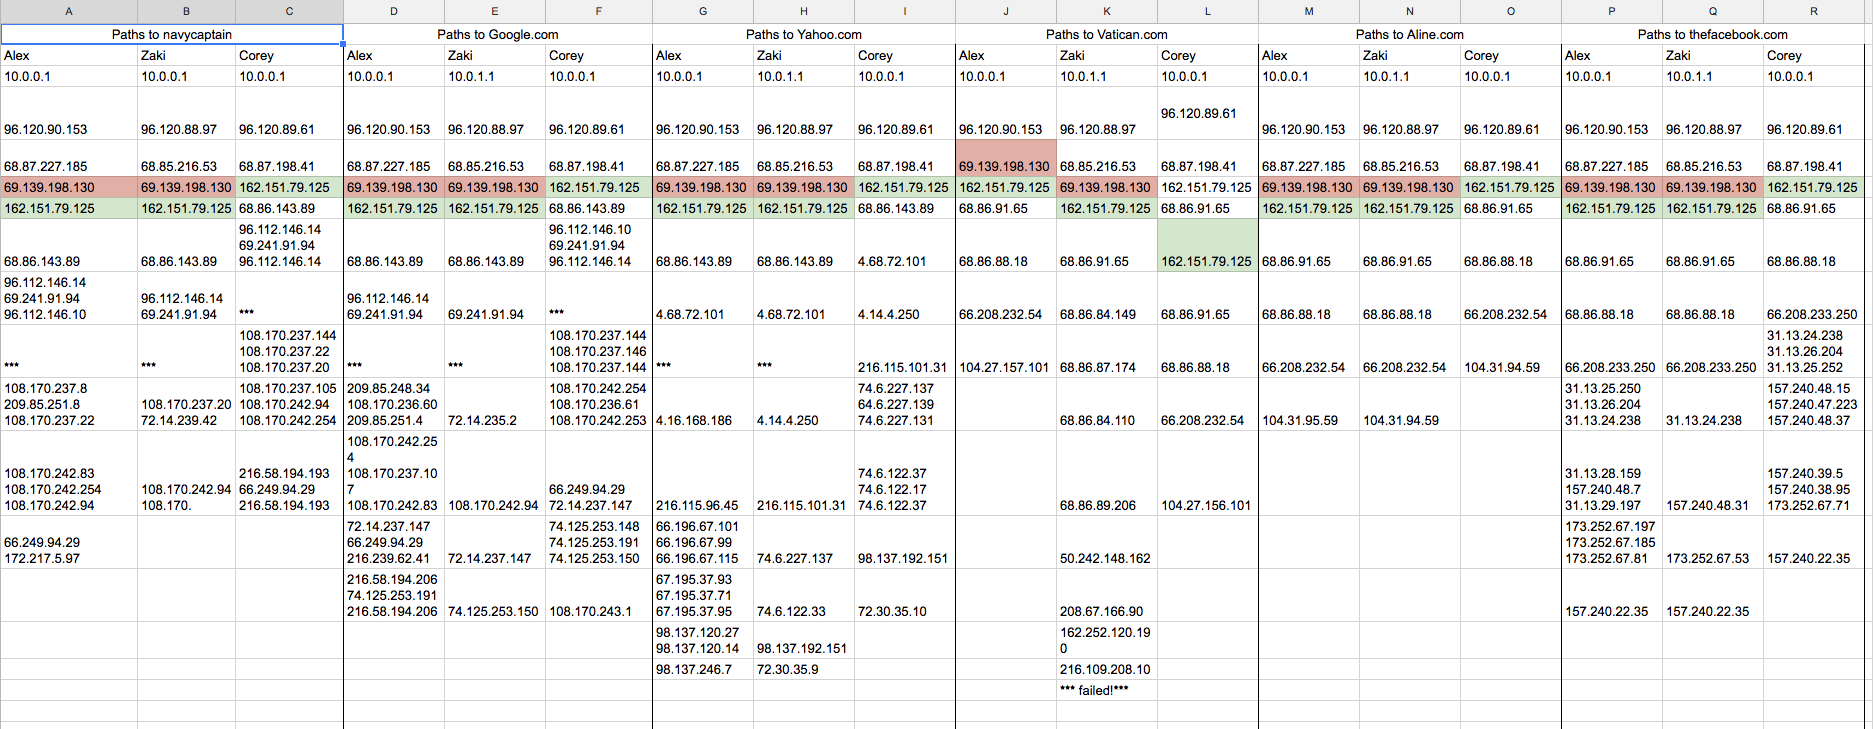 A B C D E F G H I J K L M N O P Q R
Paths to navycaptain Paths to Google.com Paths to Yahoo.com Paths to Vatican.com Paths to Aline.com Paths to thefacebook.com
Alex Zaki Corey Alex Zaki Corey Alex Zaki Corey Alex Zaki Corey Alex Zaki Corey Alex Zaki Corey
10.0.0.1 10.0.0.1 10.0.0.1 10.0.0.1 10.0.1.1 10.0.0.1 10.0.0.1 10.0.1.1 10.0.0.1 10.0.0.1 10.0.1.1 10.0.0.1 10.0.0.1 10.0.1.1 10.0.0.1 10.0.0.1 10.0.1.1 10.0.0.1
96.120.89.61
96.120.90.153 96.120.88.97 96.120.89.61 96.120.90.153 96.120.88.97 96.120.89.61 96.120.90.153 96.120.88.97 96.120.89.61 96.120.90.153 96.120.88.97 96.120.90.153 96.120.88.97 96.120.89.61 96.120.90.153 96.120.88.97 96.120.89.61
68.87.227.185 68.85.216.53 68.87.198.41 68.87.227.185 68.85.216.53 68.87.198.41 68.87.227.185 68.85.216.53 68.87.198.41 69.139.198.130 68.85.216.53 68.87.198.41 68.87.227.185 68.85.216.53 68.87.198.41 68.87.227.185 68.85.216.53 68.87.198.41
69.139.198.130 69.139.198.130 162.151.79.125 69.139.198.130 69.139.198.130 162.151.79.125 69.139.198.130 69.139.198.130 162.151.79.125 162.151.79.125 69.139.198.130 162.151.79.125 69.139.198.130 69.139.198.130 162.151.79.125 69.139.198.130 69.139.198.130 162.151.79.125
162.151.79.125 162.151.79.125 68.86.143.89 162.151.79.125 162.151.79.125 68.86.143.89 162.151.79.125 162.151.79.125 68.86.143.89 68.86.91.65 162.151.79.125 68.86.91.65 162.151.79.125 162.151.79.125 68.86.91.65 162.151.79.125 162.151.79.125 68.86.91.65
96.112.146.14 96.112.146.10
69.241.91.94 69.241.91.94
68.86.143.89 68.86.143.89 96.112.146.14 68.86.143.89 68.86.143.89 96.112.146.14 68.86.143.89 68.86.143.89 4.68.72.101 68.86.88.18 68.86.91.65 162.151.79.125 68.86.91.65 68.86.91.65 68.86.88.18 68.86.91.65 68.86.91.65 68.86.88.18
96.112.146.14
69.241.91.94 96.112.146.14 96.112.146.14
96.112.146.10 69.241.91.94 *** 69.241.91.94 69.241.91.94 *** 4.68.72.101 4.68.72.101 4.14.4.250 66.208.232.54 68.86.84.149 68.86.91.65 68.86.88.18 68.86.88.18 66.208.232.54 68.86.88.18 68.86.88.18 66.208.233.250
108.170.237.144 108.170.237.144 31.13.24.238
108.170.237.22 108.170.237.146 31.13.26.204
*** *** 108.170.237.20 *** *** 108.170.237.144 *** *** 216.115.101.31 104.27.157.101 68.86.87.174 68.86.88.18 66.208.232.54 66.208.232.54 104.31.94.59 66.208.233.250 66.208.233.250 31.13.25.252
108.170.237.8 108.170.237.105 209.85.248.34 108.170.242.254 74.6.227.137 31.13.25.250 157.240.48.15
209.85.251.8 108.170.237.20 108.170.242.94 108.170.236.60 108.170.236.61 64.6.227.139 31.13.26.204 157.240.47.223
108.170.237.22 72.14.239.42 108.170.242.254 209.85.251.4 72.14.235.2 108.170.242.253 4.16.168.186 4.14.4.250 74.6.227.131 68.86.84.110 66.208.232.54 104.31.95.59 104.31.94.59 31.13.24.238 31.13.24.238 157.240.48.37
108.170.242.25
4
108.170.242.83 216.58.194.193 108.170.237.10 74.6.122.37 31.13.28.159 157.240.39.5
108.170.242.254 108.170.242.94 66.249.94.29 7 66.249.94.29 74.6.122.17 157.240.48.7 157.240.38.95
108.170.242.94 108.170. 216.58.194.193 108.170.242.83 108.170.242.94 72.14.237.147 216.115.96.45 216.115.101.31 74.6.122.37 68.86.89.206 104.27.156.101 31.13.29.197 157.240.48.31 173.252.67.71
72.14.237.147 74.125.253.148 66.196.67.101 173.252.67.197
66.249.94.29 66.249.94.29 74.125.253.191 66.196.67.99 173.252.67.185
172.217.5.97 216.239.62.41 72.14.237.147 74.125.253.150 66.196.67.115 74.6.227.137 98.137.192.151 50.242.148.162 173.252.67.81 173.252.67.53 157.240.22.35
216.58.194.206 67.195.37.93
74.125.253.191 67.195.37.71
216.58.194.206 74.125.253.150 108.170.243.1 67.195.37.95 74.6.122.33 72.30.35.10 208.67.166.90 157.240.22.35 157.240.22.35
98.137.120.27 162.252.120.19
98.137.120.14 98.137.192.151 0
98.137.246.7 72.30.35.9 216.109.208.10
*** failed!***